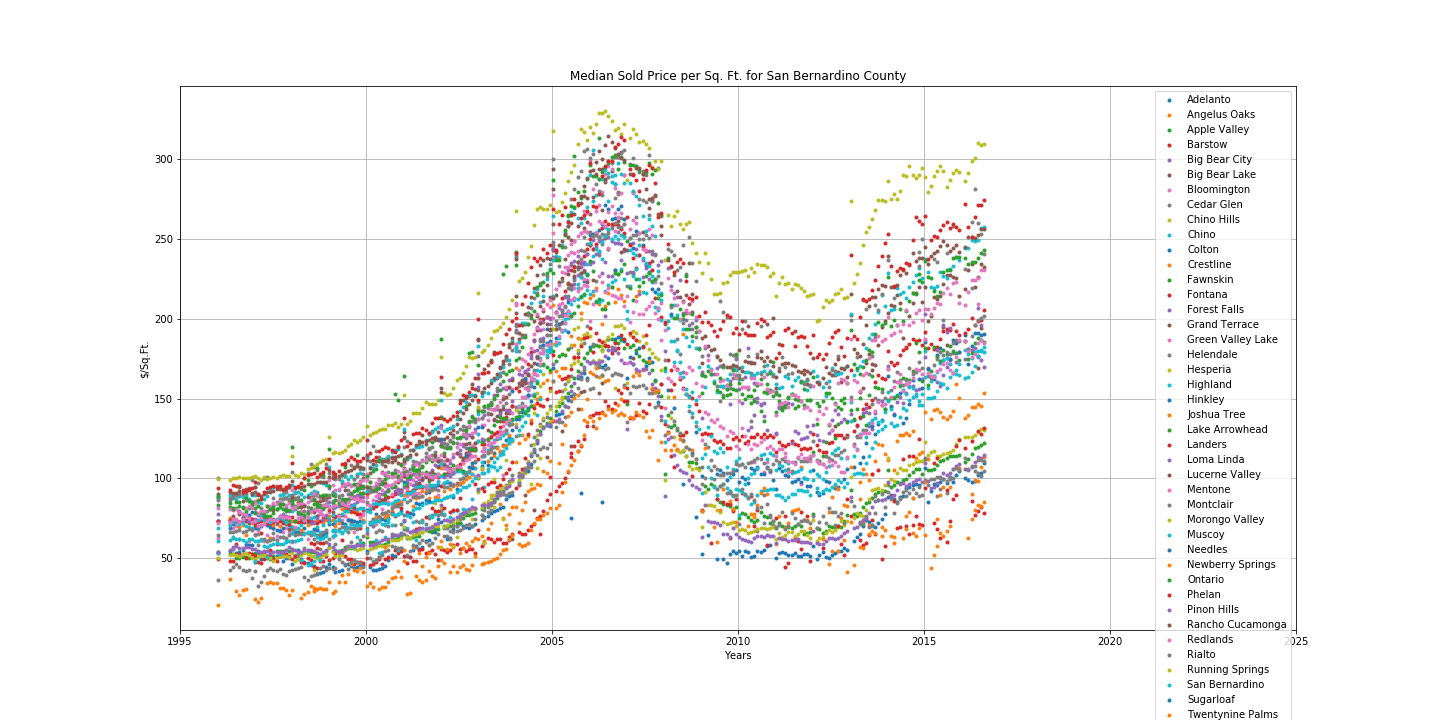 Median Sold Price per Sq. Ft. for San Bernardino County
$/Sq.Ft.
300
250
200
150
100
50
1995
2000
2005
2010
2015
2020
2025
Years
Adelanto
Angelus Oaks
Apple Valley
Barstow
Big Bear City
Big Bear Lake
Bloomington
Cedar Glen
Chino Hills
Chino
Colton
Crestline
Fawnskin
Fontana
Forest Falls
Grand Terrace
Green Valley Lake
Helendale
Hesperia
Highland
Hinkley
Joshua Tree
Lake Arrowhead
Landers
Loma Linda
Lucerne Valley
Mentone
Montclair
Morongo Valley
Muscoy
Needles
Newberry Springs
Ontario
Phelan
Pinon Hills
Rancho Cucamonga
Redlands
Rialto
Running Springs
San Bernardino
Sugarloaf
Twentynine Palms